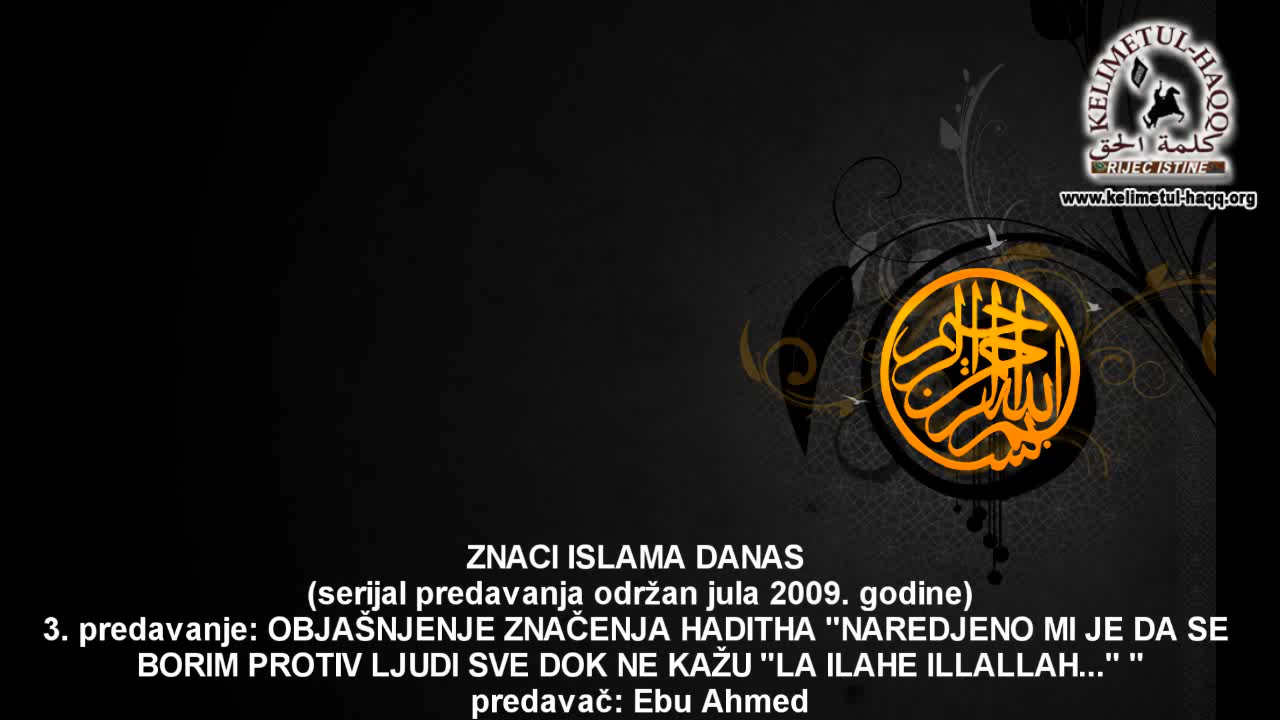 KELIMETUL-HAQQ
كلمة الحق
RIJEC ISTINE
www.kelimetul-haqq.org
بسم الله الرحمن الرحيم
ZNACI ISLAMA DANAS
(serijal predavanja održan jula 2009. godine)
3. predavanje: OBJAŠNJENJE ZNAČENJA HADITHA "NAREDJENO MI JE DA SE
BORIM PROTIV LJUDI SVE DOK NE KAŽU "LA ILAHE ILLALLAH..." "
predavač: Ebu Ahmed